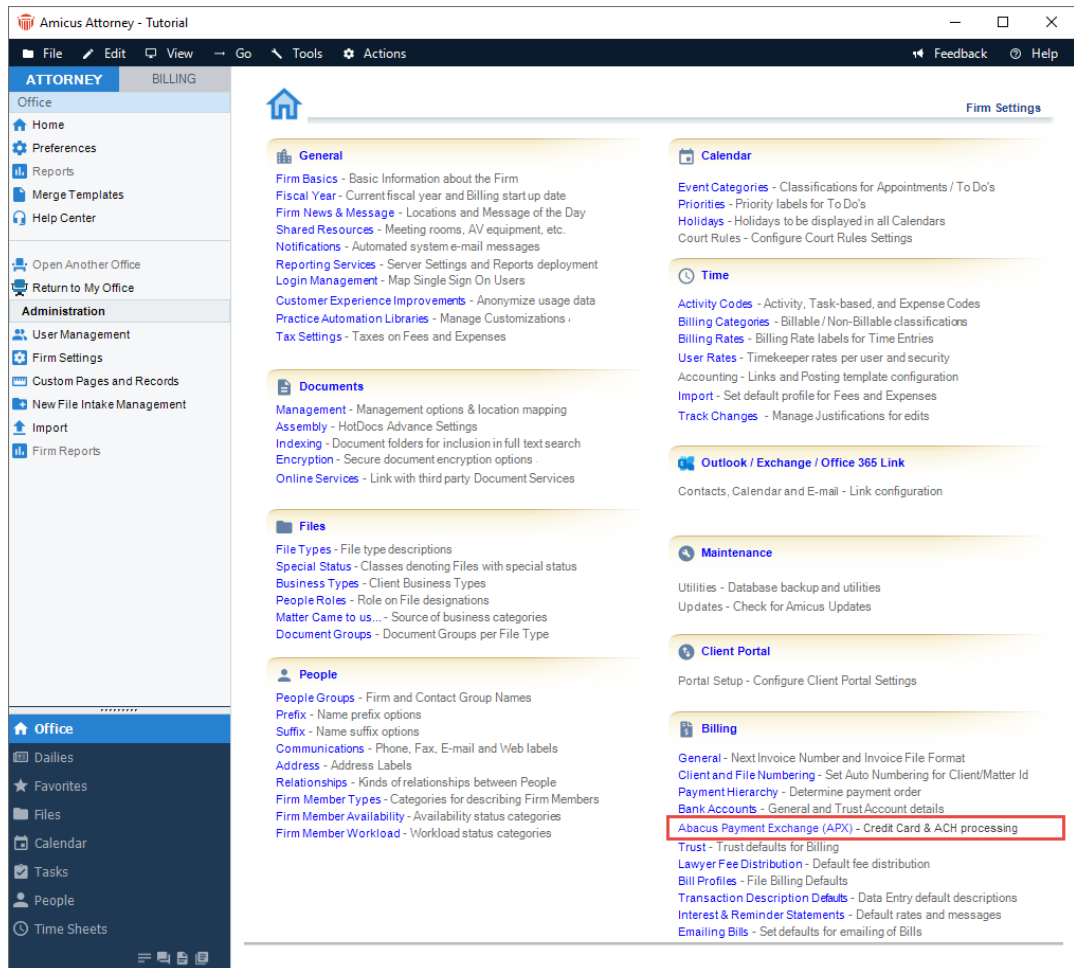 Amicus Attorney - Tutorial
File Edit View Go Tools Actions Feedback Help
ATTORNEY BILLING
Office
Home
Preferences
Reports
Merge Templates
Help Center
Open Another Office
Return to My Office
Administration
User Management
Firm Settings
Custom Pages and Records
New File Intake Management
Import
Firm Reports
Office
Dailies
Favorites
Files
Calendar
Tasks
People
Time Sheets
Firm Settings
General
Firm Basics - Basic Information about the Firm
Fiscal Year - Current fiscal year and Billing start up date
Firm News & Message - Locations and Message of the Day
Shared Resources - Meeting rooms, AV equipment, etc.
Notifications - Automated system e-mail messages
Reporting Services - Server Settings and Reports deployment
Login Management - Map Single Sign On Users
Customer Experience Improvements - Anonymize usage data
Practice Automation Libraries - Manage Customizations
Tax Settings - Taxes on Fees and Expenses
Documents
Management - Management options & location mapping
Assembly - HotDocs Advance Settings
Indexing - Document folders for inclusion in full text search
Encryption - Secure document encryption options
Online Services - Link with third party Document Services
Files
File Types - File type descriptions
Special Status - Classes denoting Files with special status
Business Types - Client Business Types
People Roles - Role on File designations
Matter Came to us... - Source of business categories
Document Groups - Document Groups per File Type
People
People Groups - Firm and Contact Group Names
Prefix - Name prefix options
Suffix - Name suffix options
Communications - Phone, Fax, E-mail and Web labels
Address - Address Labels
Relationships - Kinds of relationships between People
Firm Member Types - Categories for describing Firm Members
Firm Member Availability - Availability status categories
Firm Member Workload - Workload status categories
Calendar
Event Categories - Classifications for Appointments / To Do's
Priorities - Priority labels for To Do's
Holidays - Holidays to be displayed in all Calendars
Court Rules - Configure Court Rules Settings
Time
Activity Codes - Activity, Task-based, and Expense Codes
Billing Categories - Billable / Non-Billable classifications
Billing Rates - Billing Rate labels for Time Entries
User Rates - Timekeeper rates per user and security
Accounting - Links and Posting template configuration
Import - Set default profile for Fees and Expenses
Track Changes - Manage Justifications for edits
Outlook / Exchange / Office 365 Link
Contacts, Calendar and E-mail - Link configuration
Maintenance
Utilities - Database backup and utilities
Updates - Check for Amicus Updates
Client Portal
Portal Setup - Configure Client Portal Settings
Billing
General - Next Invoice Number and Invoice File Format
Client and File Numbering - Set Auto Numbering for Client/Matter Id
Payment Hierarchy - Determine payment order
Bank Accounts - General and Trust Account details
Abacus Payment Exchange (APX) - Credit Card & ACH processing
Trust - Trust defaults for Billing
Lawyer Fee Distribution - Default fee distribution
Bill Profiles - File Billing Defaults
Transaction Description Defaults - Data Entry default descriptions
Interest & Reminder Statements - Default rates and messages
Emailing Bills - Set defaults for emailing of Bills